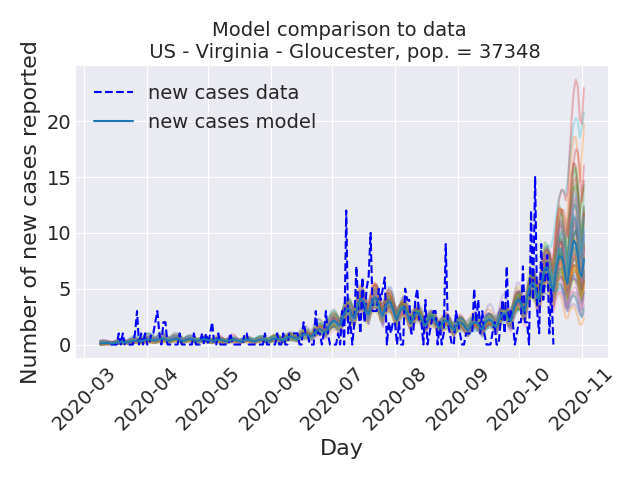 Model comparison to data
US - Virginia - Gloucester, pop. = 37348
Number of new cases reported
new cases data
new cases model
20
15
10
5
0
2020-03
2020-04
2020-05
2020-06
2020-07
2020-08
2020-09
2020-10
2020-11
Day